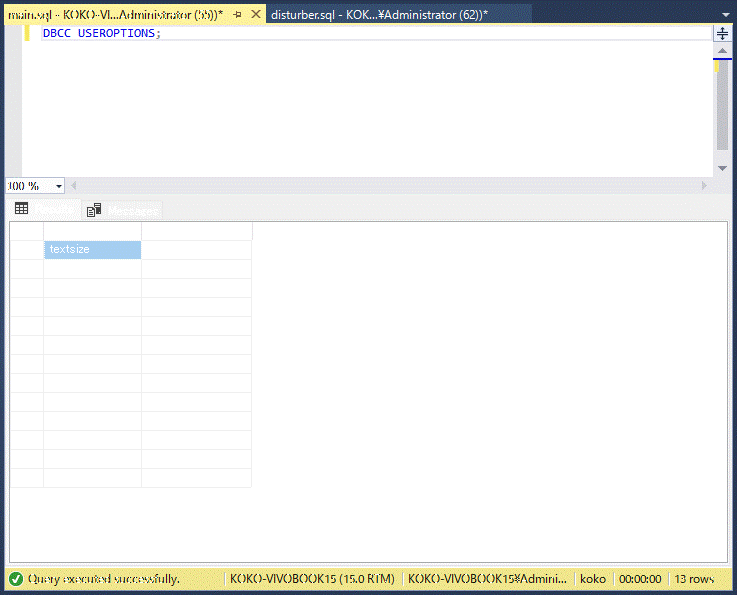 main.sql - KOKO-VI...Administrator (55))* disturber.sql - KOK...¥Administrator (62))*
DBCC USEROPTIONS;
100 %
Results Messages
textsize
Query executed successfully. KOKO-VIVOBOOK15 (15.0 RTM) KOKO-VIVOBOOK15¥Admini... koko 00:00:00 13 rows